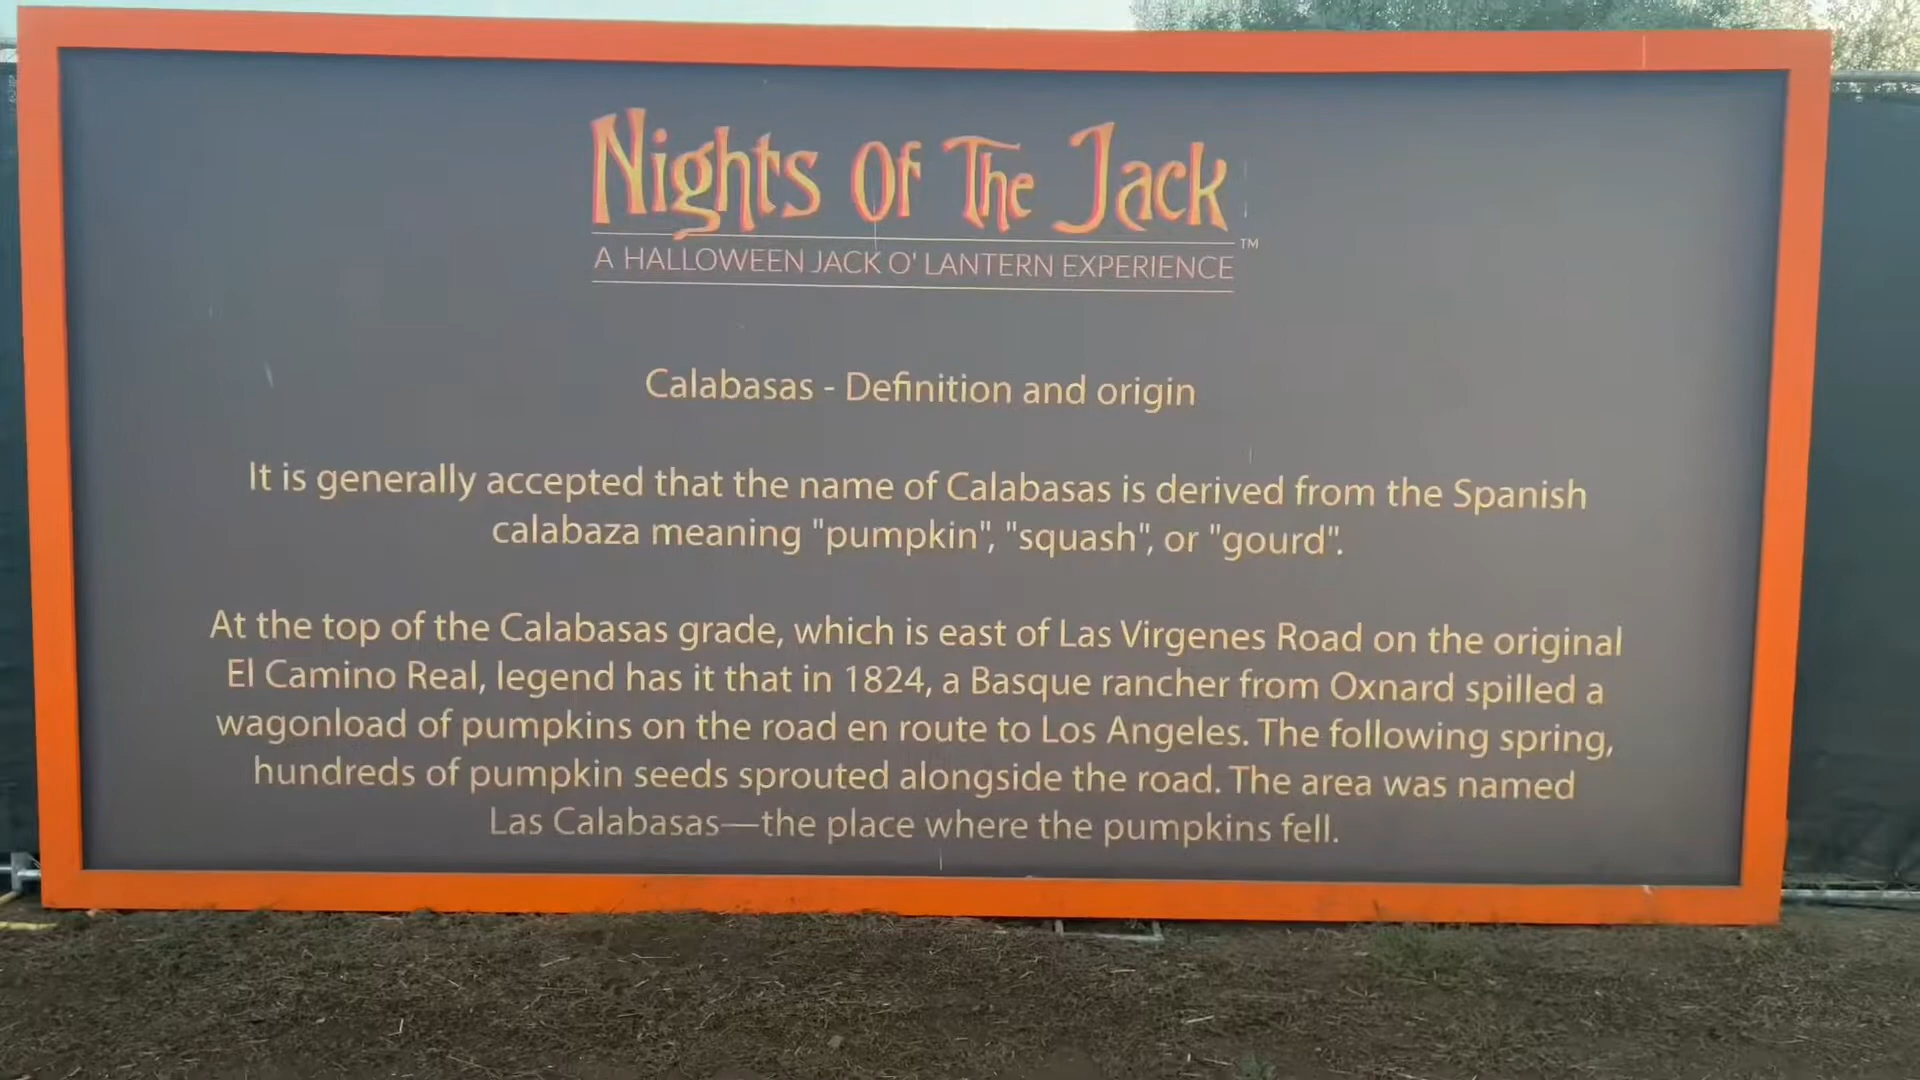 Nights Of The Jack
™
A HALLOWEEN JACK O' LANTERN EXPERIENCE
Calabasas - Definition and origin
It is generally accepted that the name of Calabasas is derived from the Spanish
calabaza meaning "pumpkin", "squash", or "gourd".
At the top of the Calabasas grade, which is east of Las Virgenes Road on the original
El Camino Real, legend has it that in 1824, a Basque rancher from Oxnard spilled a
wagonload of pumpkins on the road en route to Los Angeles. The following spring,
hundreds of pumpkin seeds sprouted alongside the road. The area was named
Las Calabasas—the place where the pumpkins fell.